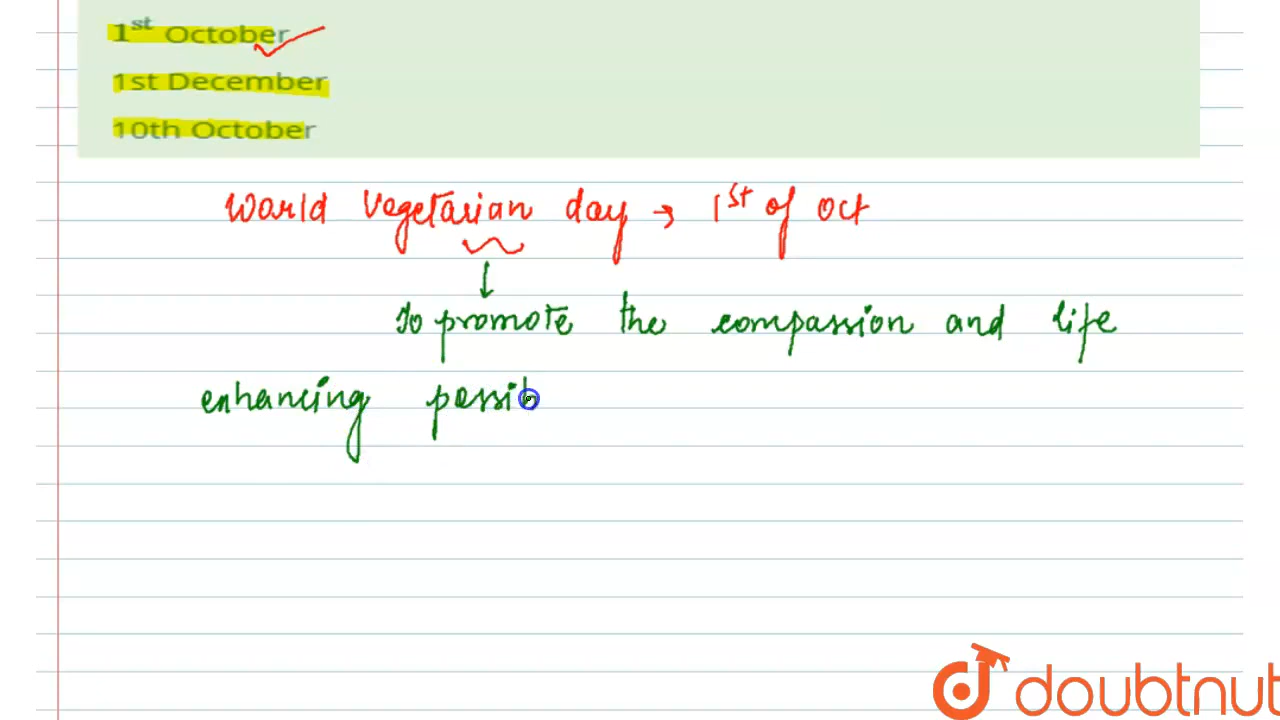 1st October
1st December
10th October
World Vegetarian day → 1st of oct
To promote the compassion and life
enhancing possib
doubtnut